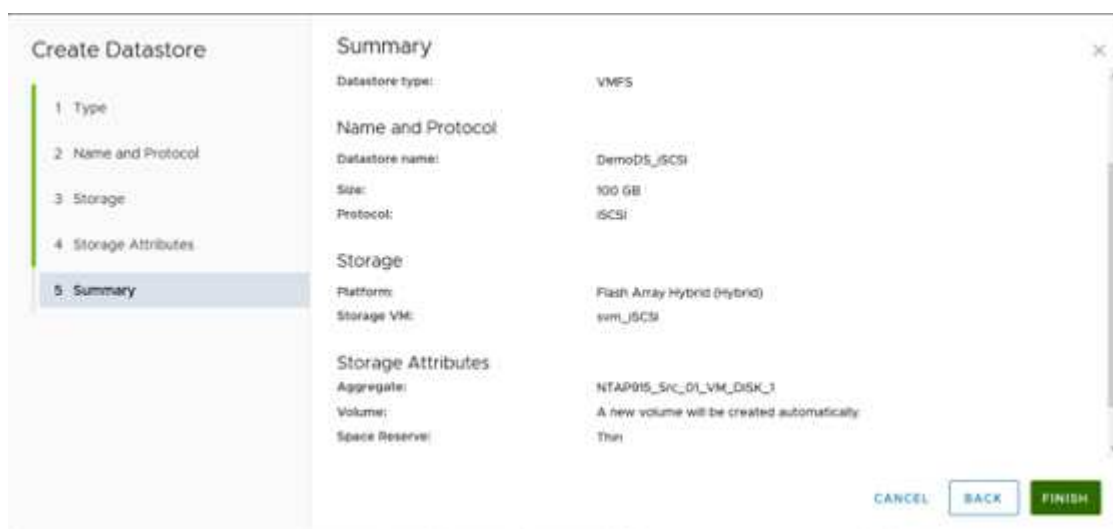 Create Datastore
1 Type
2 Name and Protocol
3 Storage
4 Storage Attributes
5 Summary
Summary
Datastore type: VMFS
Name and Protocol
Datastore name: DemoDS_iSCSI
Size: 100 GB
Protocol: iSCSI
Storage
Platform: Flash Array Hybrid (Hybrid)
Storage VM: svm_iSCSI
Storage Attributes
Aggregate: NTAP915_Src_01_VM_DISK_1
Volume: A new volume will be created automatically.
Space Reserve: Thin
CANCEL BACK FINISH